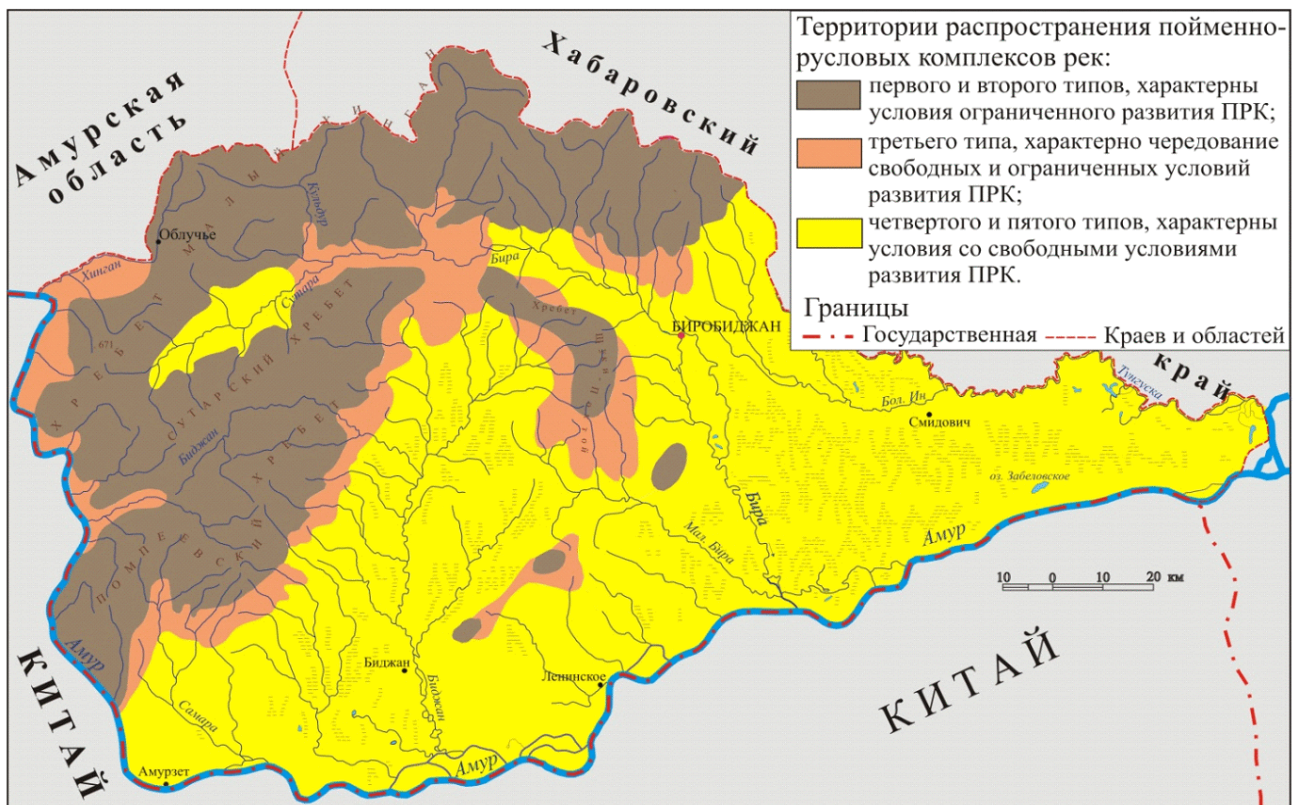 Территории распространения пойменно-
русловых комплексов рек:
первого и второго типов, характерны
условия ограниченного развития ПРК;
третьего типа, характерно чередование
свободных и ограниченных условий
развития ПРК;
четвертого и пятого типов, характерны
условия со свободными условиями
развития ПРК.
Границы
Государственная
Краев и областей
Амурская
область
Хабаровский
край
ХРЕБЕТ МАЛЫЙ ХИНГАН
Кульдур
Облучье
Хинган
Бира
Сутара
Хребет
БИРОБИДЖАН
671
СУТАРСКИЙ ХРЕБЕТ
Тунгуска
Бол. Ин
Смидович
Биджан
оз. Забеловское
Бира
ПОМПЕЕВСКИЙ ХРЕБЕТ
Мал. Бира
Амур
10 0 10 20 км
Амур
КИТАЙ
КИТАЙ
Биджан
Ленинское
Биджан
Самара
Амур
Амурзет